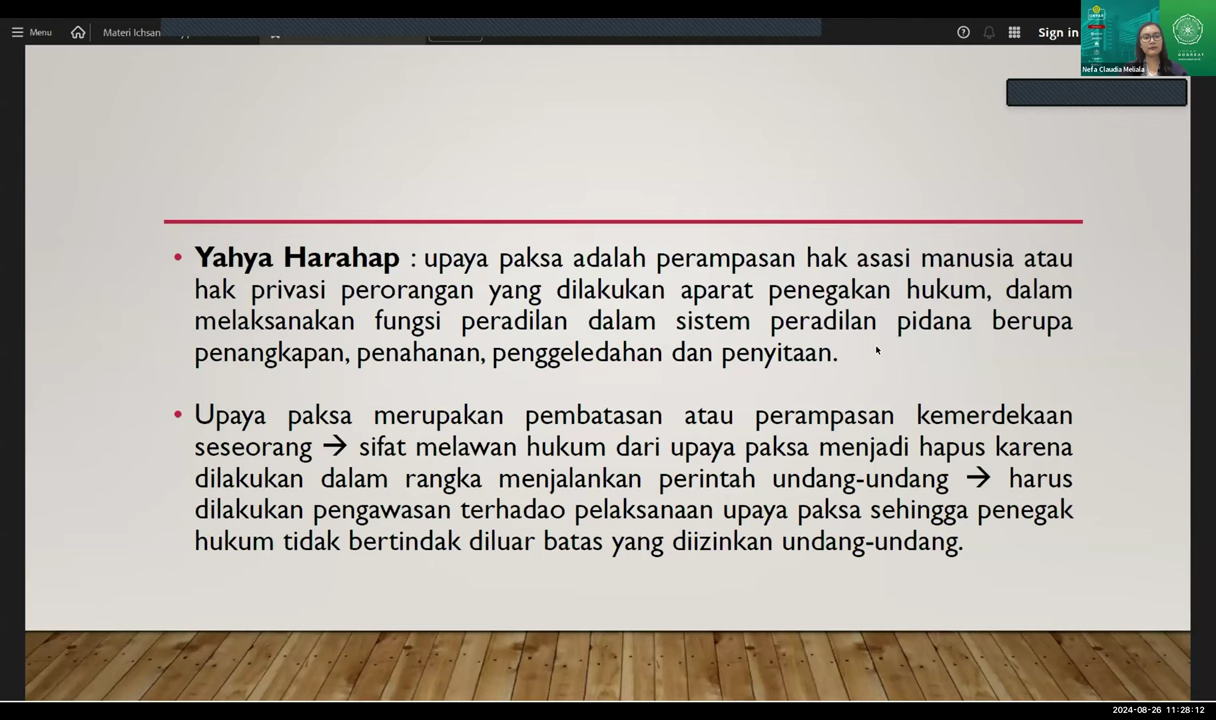 Menu
Materi Ichsan
Sign in
Nefa Claudia Meliala
• Yahya Harahap : upaya paksa adalah perampasan hak asasi manusia atau
hak privasi perorangan yang dilakukan aparat penegakan hukum, dalam
melaksanakan fungsi peradilan dalam sistem peradilan pidana berupa
penangkapan, penahanan, penggeledahan dan penyitaan.
• Upaya paksa merupakan pembatasan atau perampasan kemerdekaan
seseorang → sifat melawan hukum dari upaya paksa menjadi hapus karena
dilakukan dalam rangka menjalankan perintah undang-undang → harus
dilakukan pengawasan terhadao pelaksanaan upaya paksa sehingga penegak
hukum tidak bertindak diluar batas yang diizinkan undang-undang.
2024-08-26 11:28:12